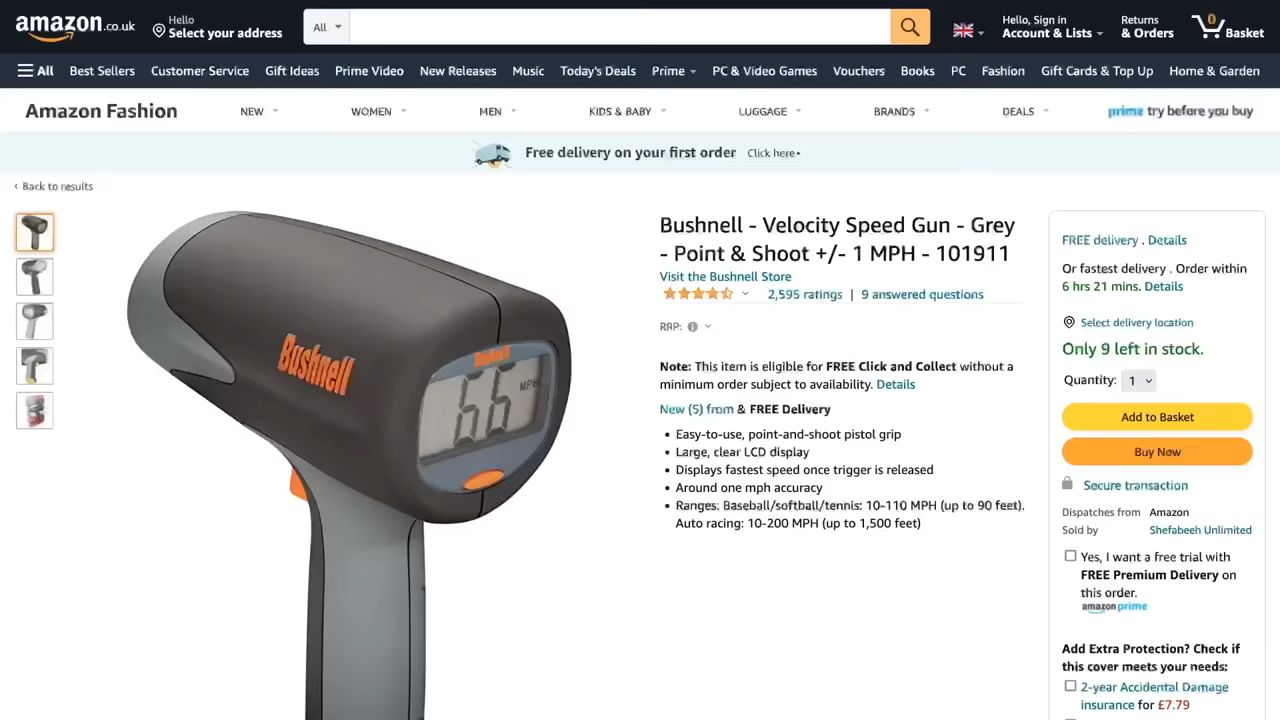 amazon.co.uk
Hello
Select your address
All
Hello, Sign in
Account & Lists
Returns
& Orders
0
Basket
All
Best Sellers
Customer Service
Gift Ideas
Prime Video
New Releases
Music
Today's Deals
Prime
PC & Video Games
Vouchers
Books
PC
Fashion
Gift Cards & Top Up
Home & Garden
Amazon Fashion
NEW
WOMEN
MEN
KIDS & BABY
LUGGAGE
BRANDS
DEALS
prime try before you buy
Free delivery on your first order
Click here
‹ Back to results
Bushnell
Bushnell
66
MPH
Bushnell - Velocity Speed Gun - Grey
- Point & Shoot +/- 1 MPH - 101911
Visit the Bushnell Store
2,595 ratings | 9 answered questions
RRP:
Note: This item is eligible for FREE Click and Collect without a
minimum order subject to availability. Details
New (5) from & FREE Delivery
• Easy-to-use, point-and-shoot pistol grip
• Large, clear LCD display
• Displays fastest speed once trigger is released
• Around one mph accuracy
• Ranges: Baseball/softball/tennis: 10-110 MPH (up to 90 feet).
Auto racing: 10-200 MPH (up to 1,500 feet)
FREE delivery . Details
Or fastest delivery . Order within
6 hrs 21 mins. Details
Select delivery location
Only 9 left in stock.
Quantity: 1
Add to Basket
Buy Now
Secure transaction
Dispatches from Amazon
Sold by Shefabeeh Unlimited
Yes, I want a free trial with
FREE Premium Delivery on
this order.
amazon prime
Add Extra Protection? Check if
this cover meets your needs:
2-year Accidental Damage
insurance for £7.79